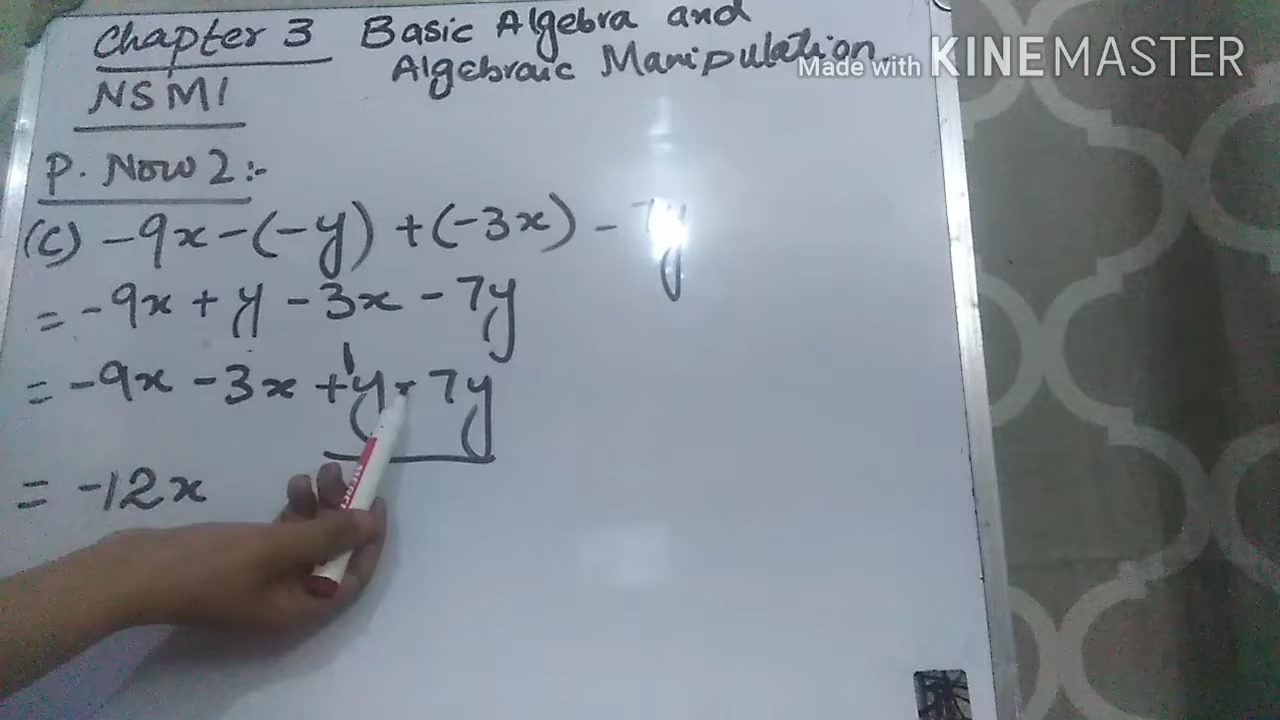 Chapter 3 Basic Algebra and
Algebraic Manipulation.
Made with KINEMASTER
NSM1
P. Now 2:-
(c) -9x-(-y) +(-3x) - 7y
= -9x + y - 3x - 7y
= -9x - 3x + 1y - 7y
= -12x